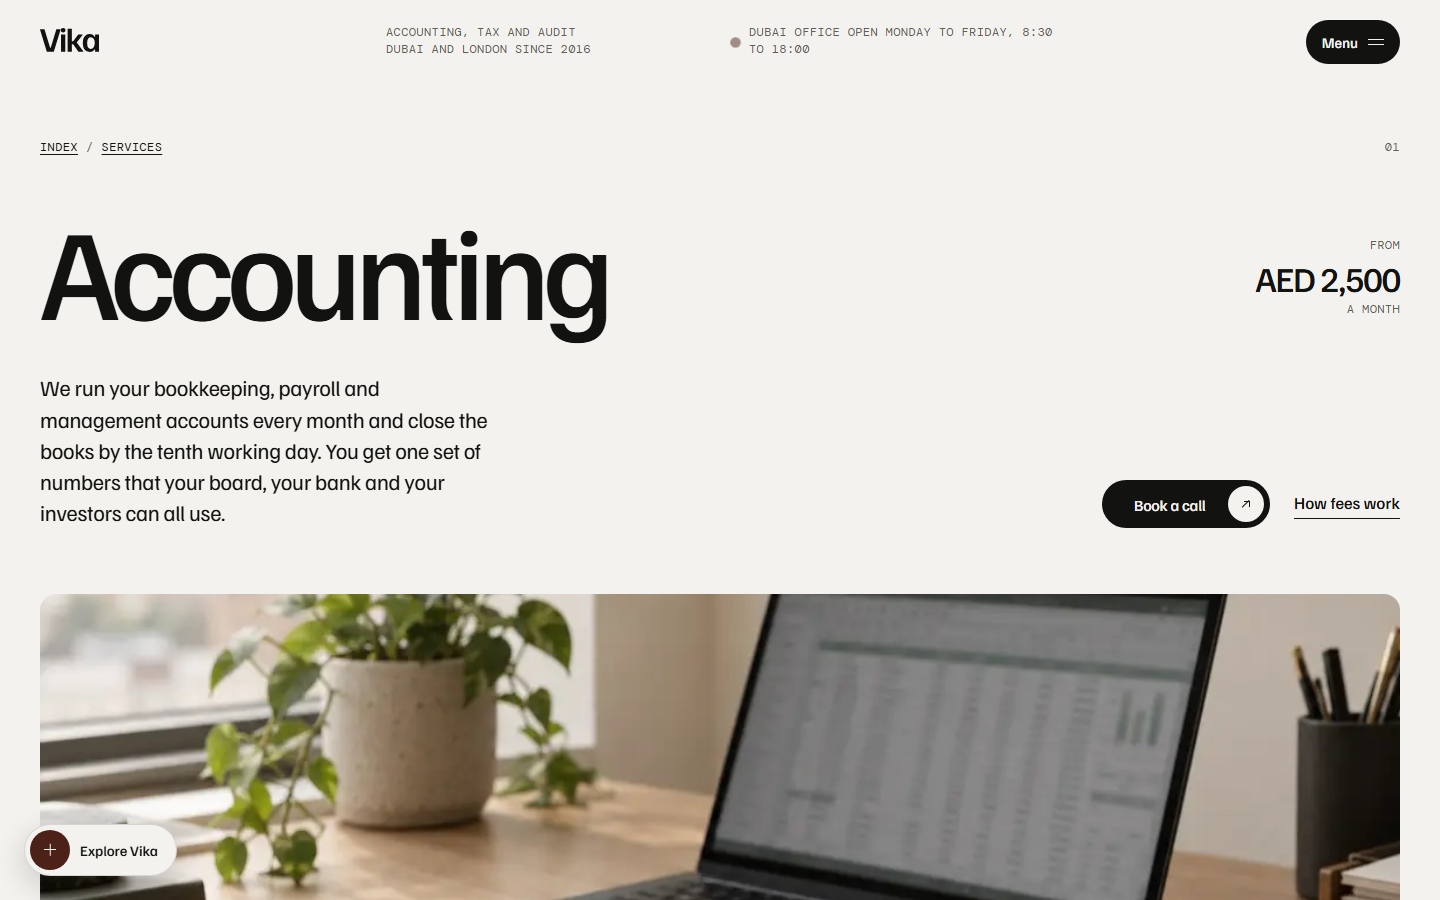 Vika
ACCOUNTING, TAX AND AUDIT
DUBAI AND LONDON SINCE 2016
DUBAI OFFICE OPEN MONDAY TO FRIDAY, 8:30
TO 18:00
Menu
INDEX / SERVICES
01
Accounting
FROM
AED 2,500
A MONTH
We run your bookkeeping, payroll and
management accounts every month and close the
books by the tenth working day. You get one set of
numbers that your board, your bank and your
investors can all use.
Book a call
How fees work
Explore Vika